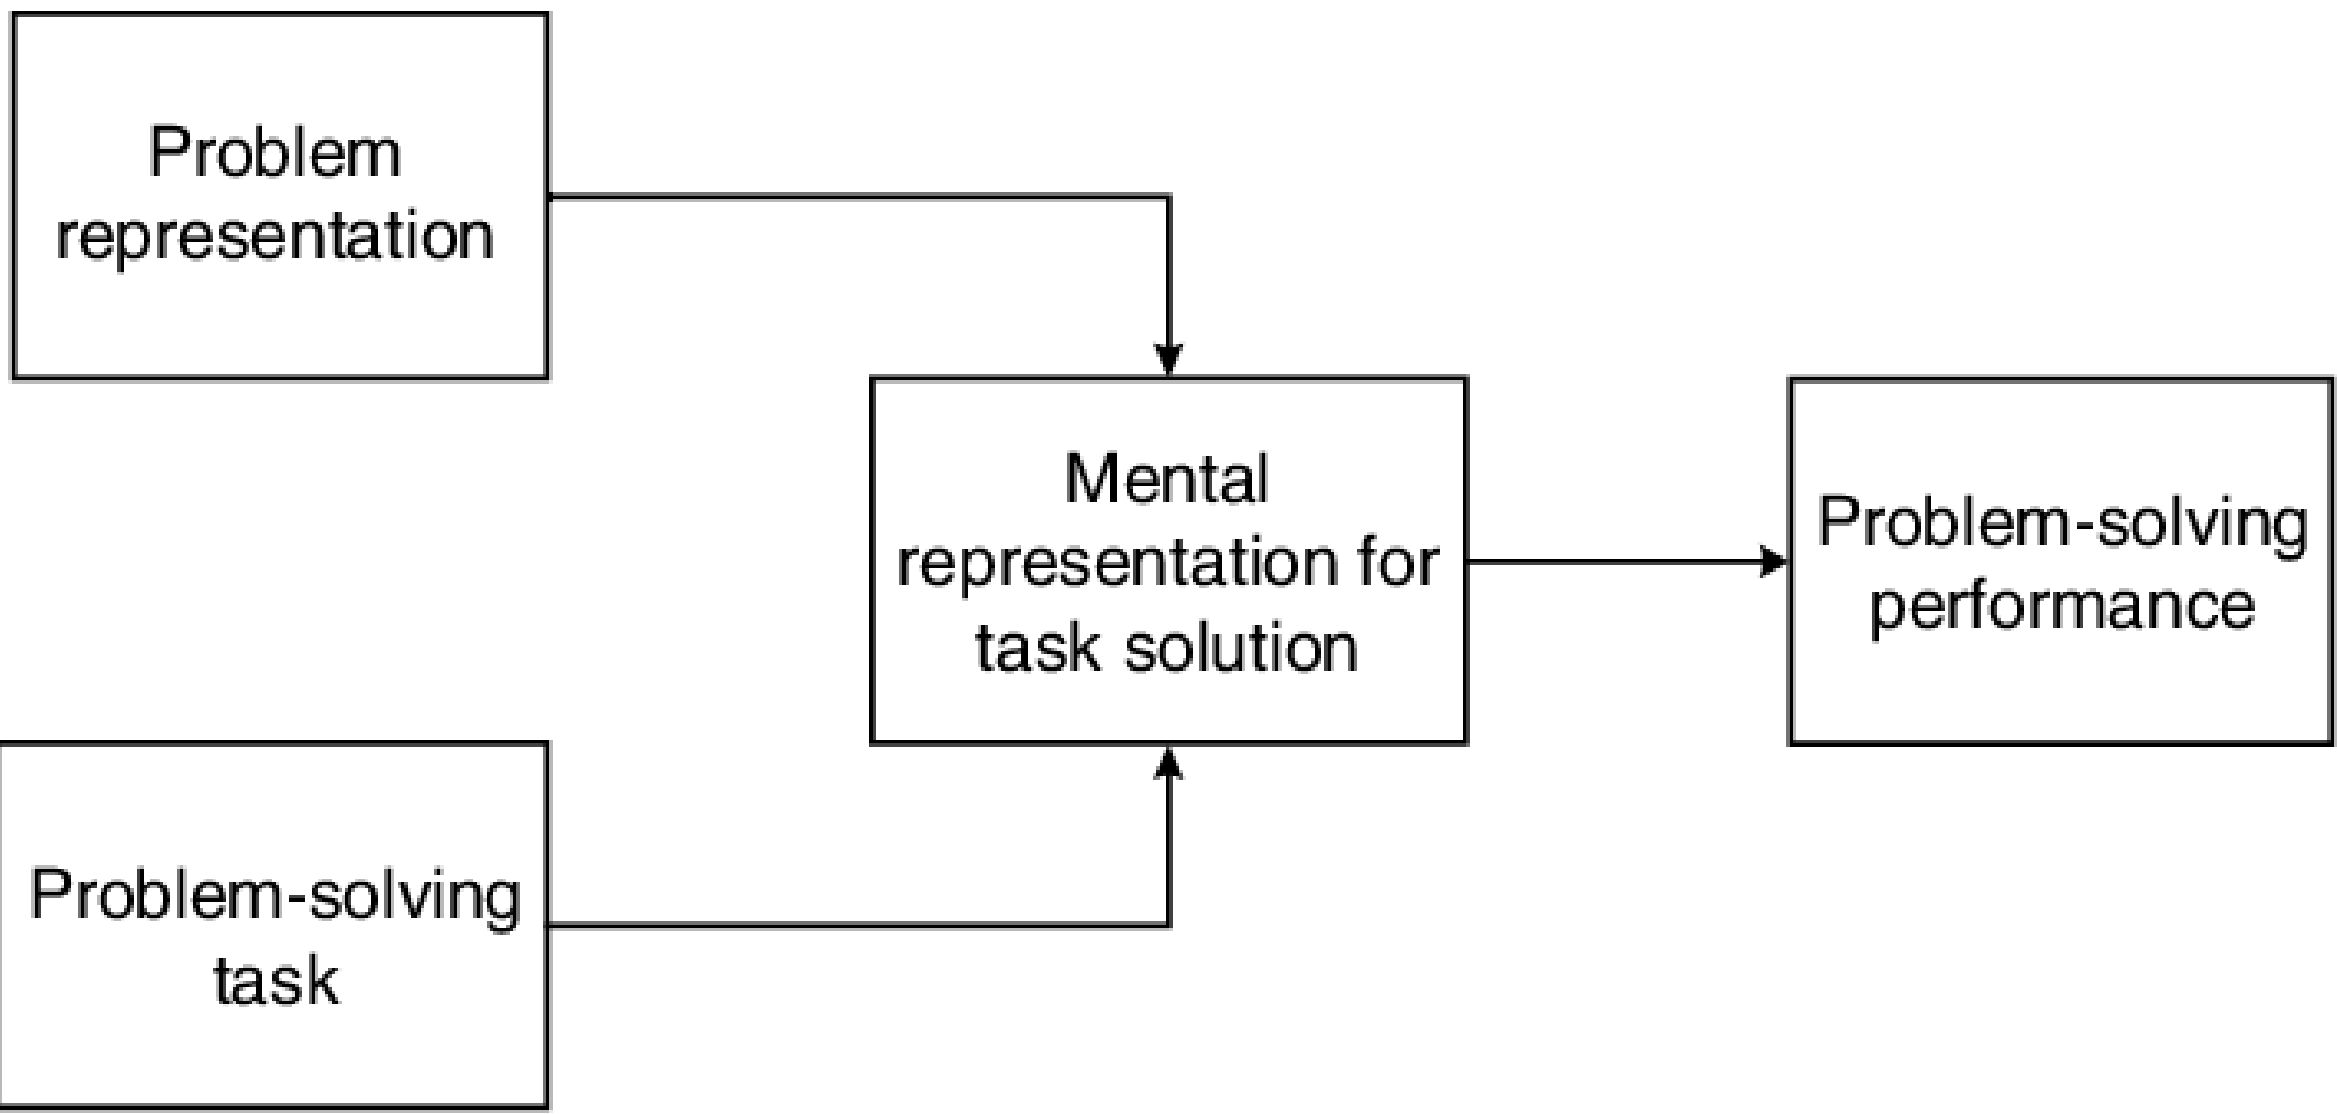 Problem
representation
Mental
representation for
task solution
Problem-solving
performance
Problem-solving
task